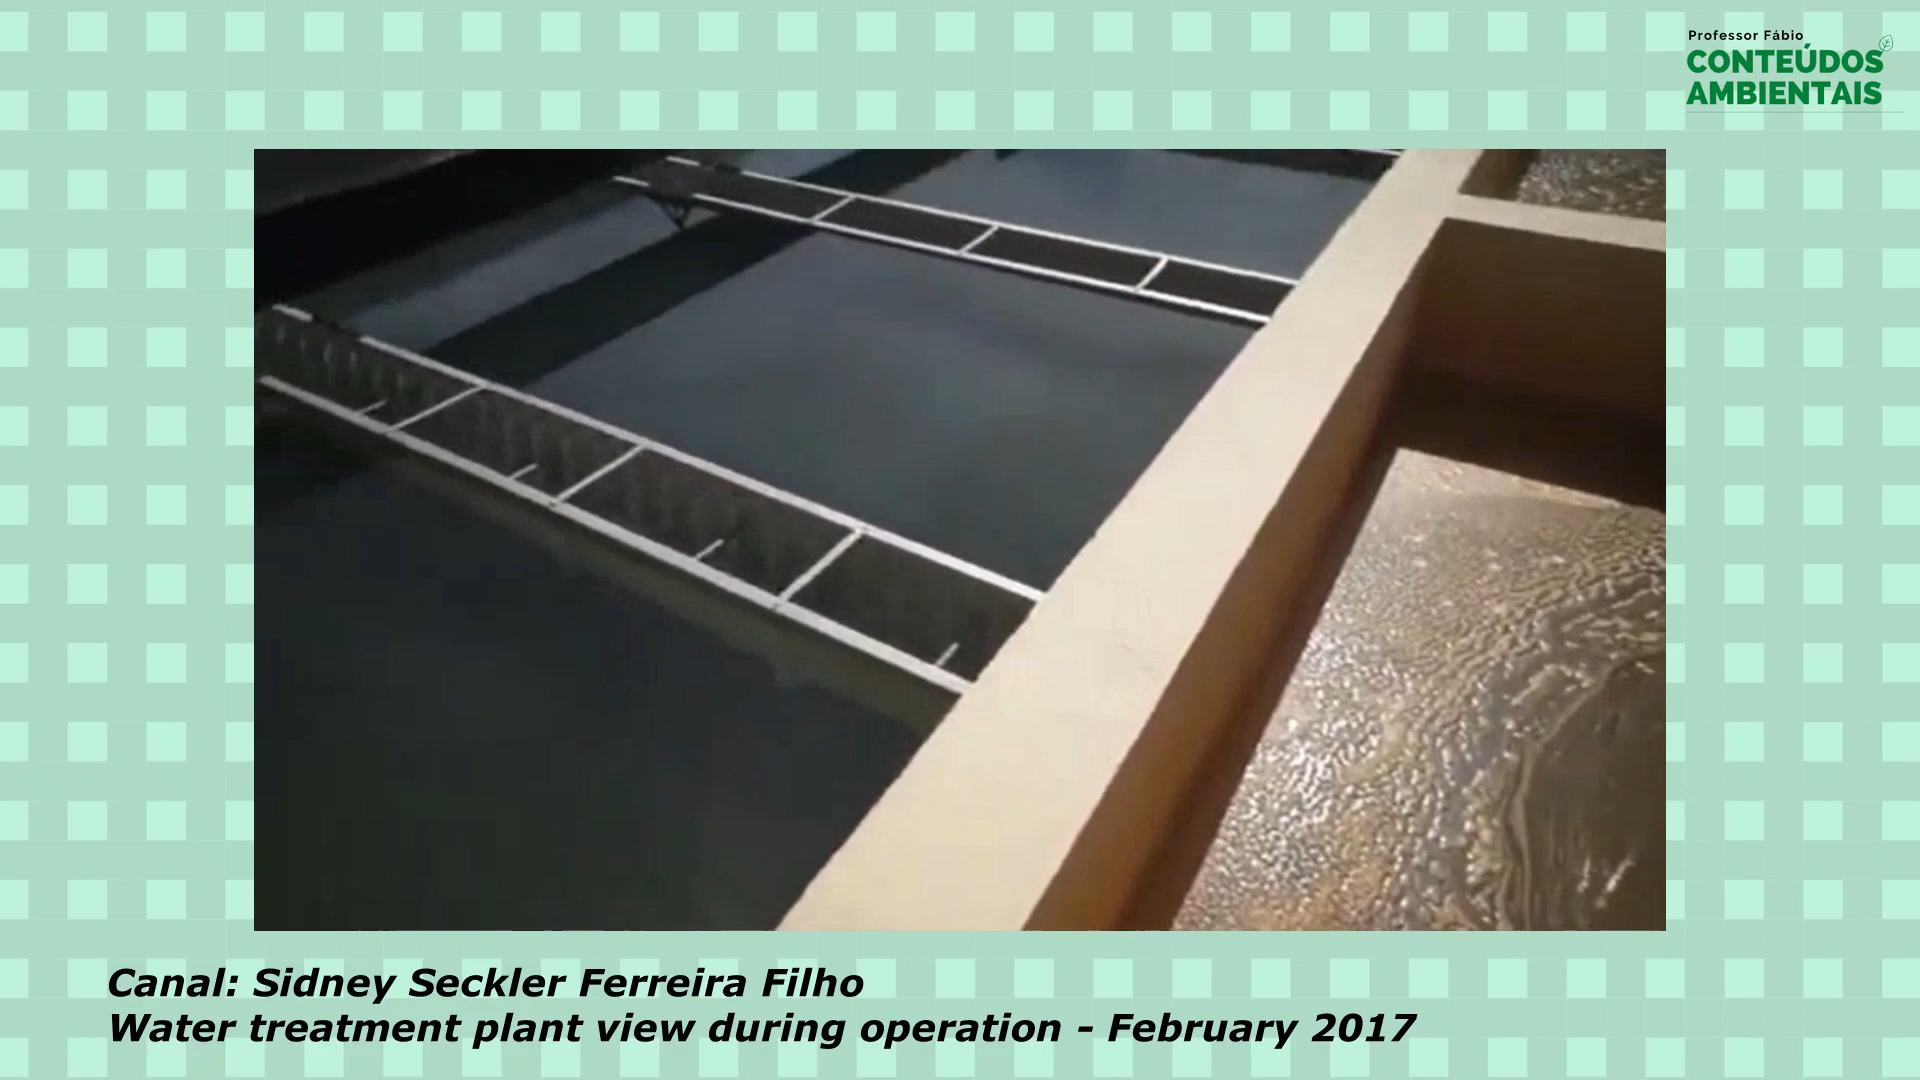 Professor Fábio
CONTEÚDOS
AMBIENTAIS
Canal: Sidney Seckler Ferreira Filho
Water treatment plant view during operation - February 2017